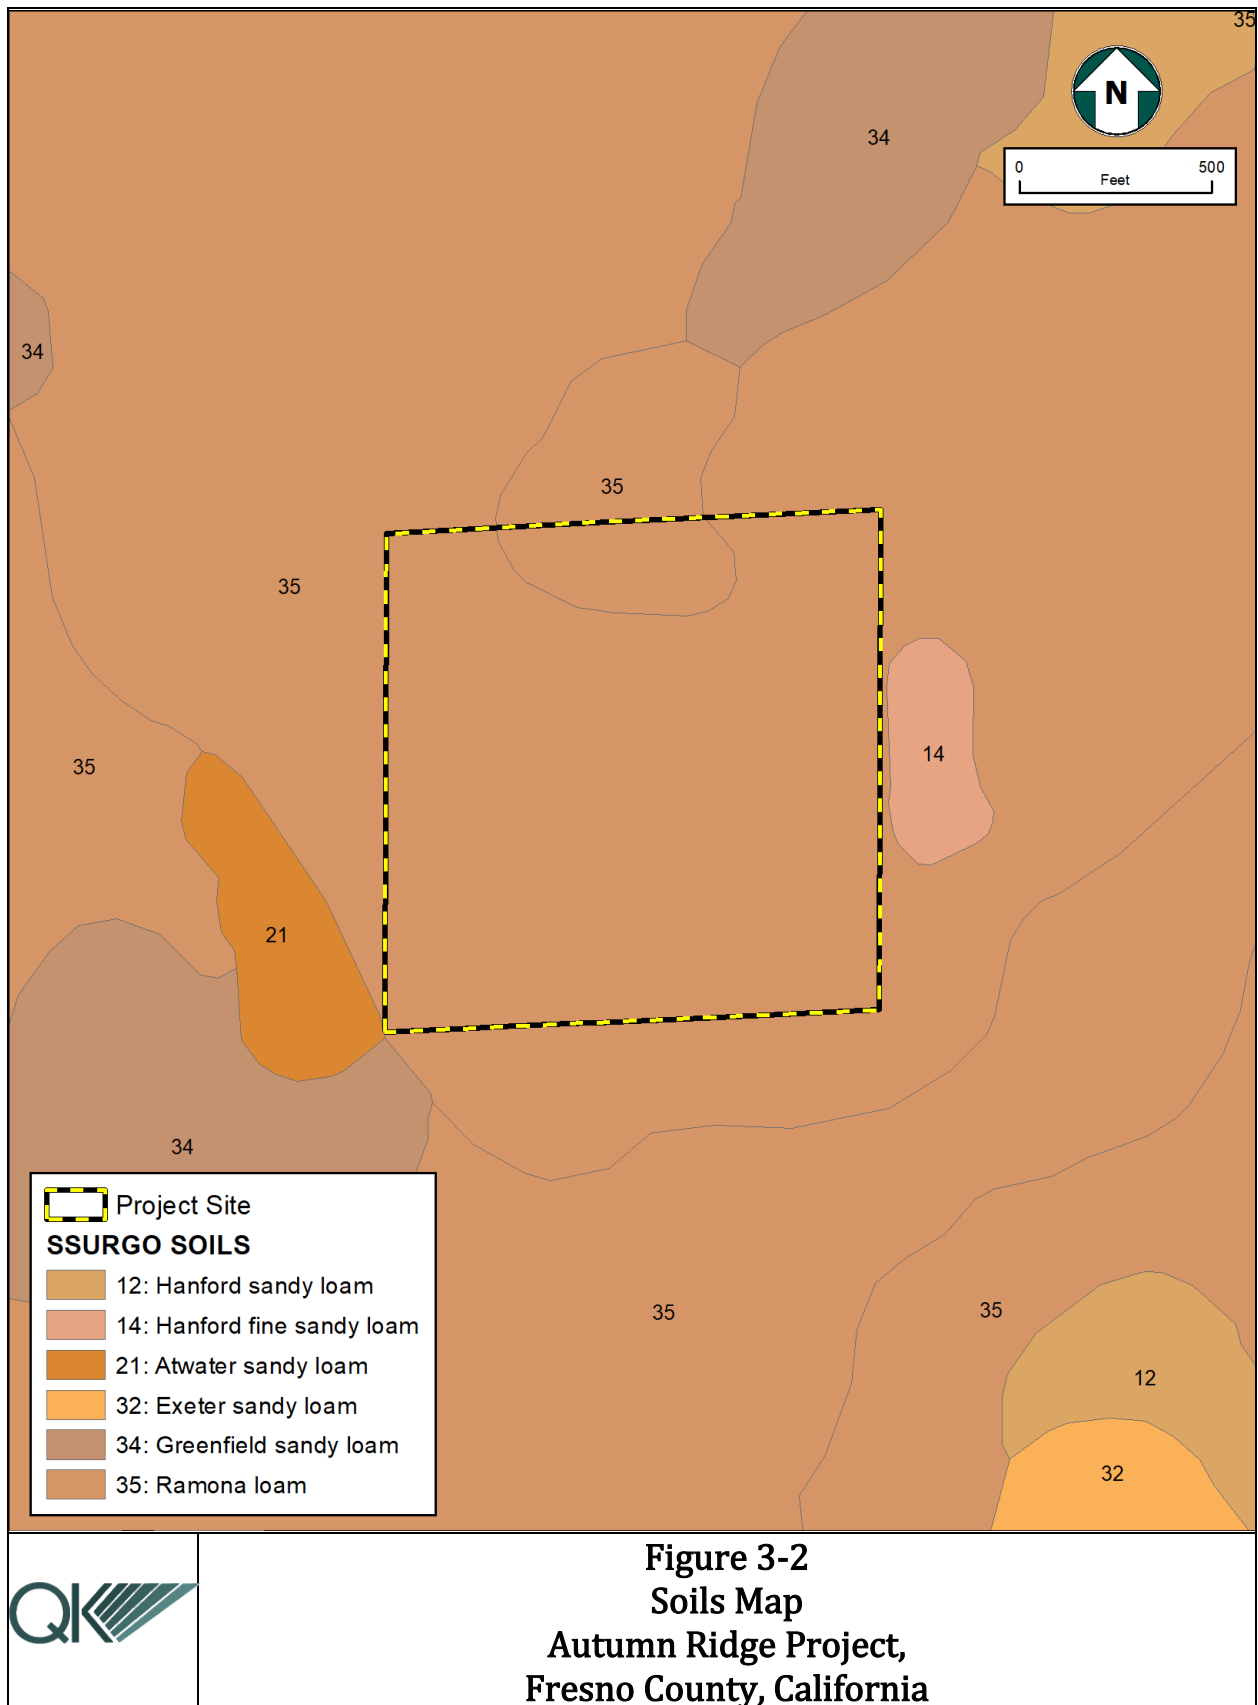 35
N
34
0 500
Feet
34
35
35
14
35
21
34
Project Site
SSURGO SOILS
12: Hanford sandy loam
14: Hanford fine sandy loam
21: Atwater sandy loam
32: Exeter sandy loam
34: Greenfield sandy loam
35: Ramona loam
35
35
12
32
QK
Figure 3-2
Soils Map
Autumn Ridge Project,
Fresno County, California